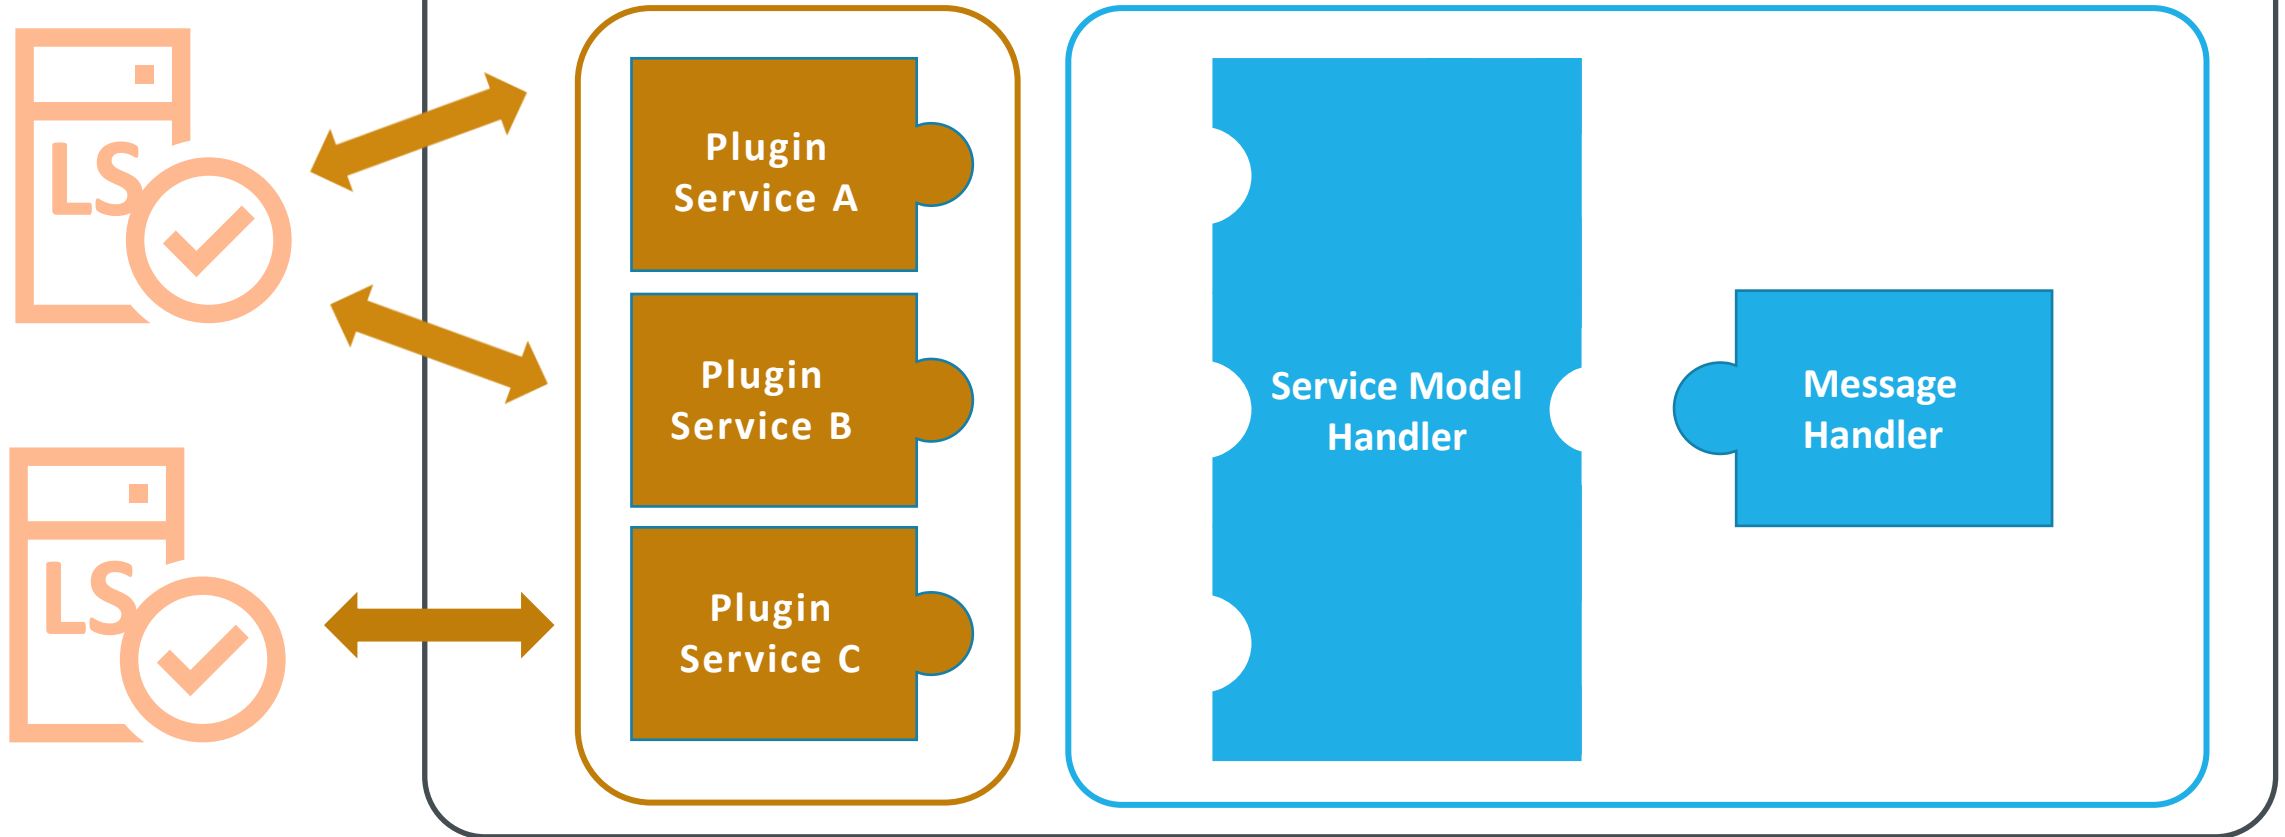 LS
Plugin
Service A
Plugin
Service B
Service Model
Handler
Message
Handler
LS
Plugin
Service C